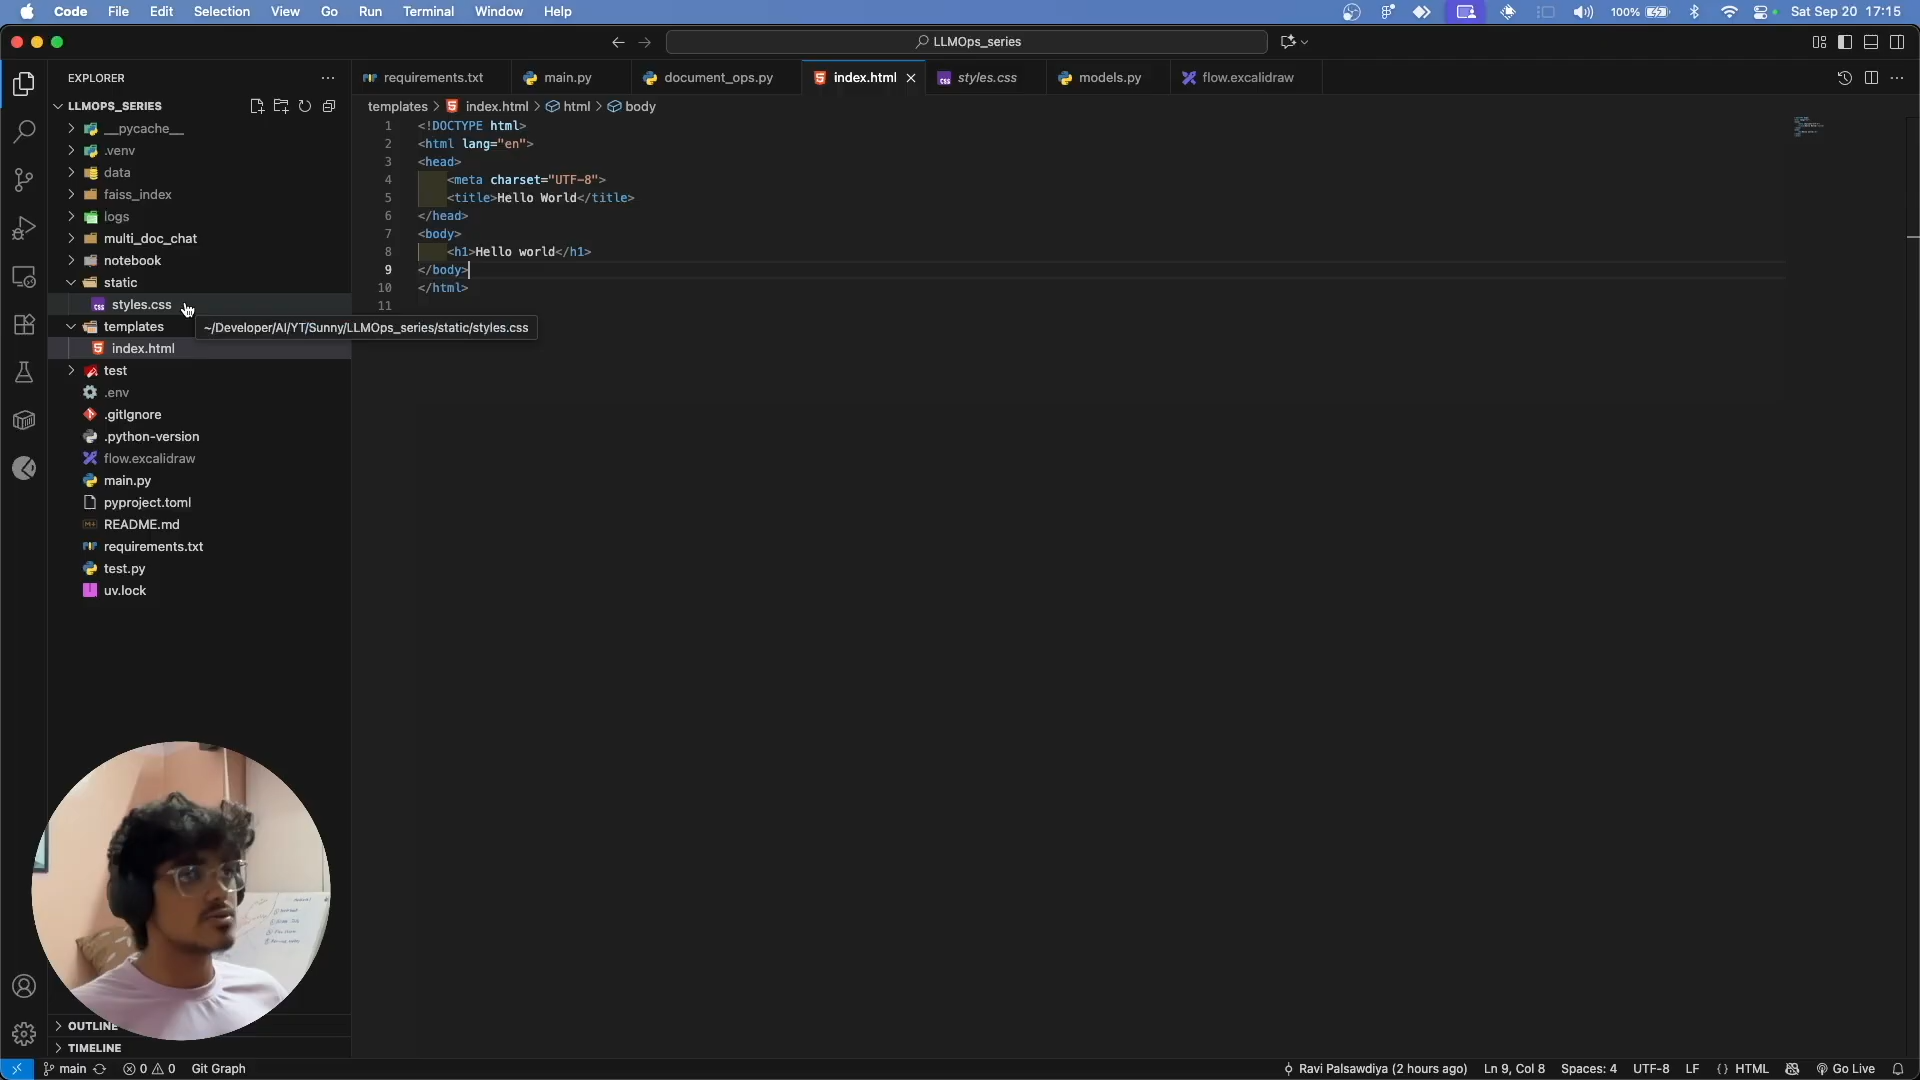 Code File Edit Selection View Go Run Terminal Window Help 100% Sat Sep 20 17:15
LLMOps_series
EXPLORER
requirements.txt main.py document_ops.py index.html styles.css models.py flow.excalidraw
LLMOPS_SERIES
templates > index.html > html > body
__pycache__
.venv
data
faiss_index
logs
multi_doc_chat
notebook
static
styles.css
templates
index.html
test
.env
.gitIgnore
.python-version
flow.excalidraw
main.py
pyproject.toml
README.md
requirements.txt
test.py
uv.lock
~/Developer/AI/YT/Sunny/LLMOps_series/static/styles.css
1 <!DOCTYPE html>
2 <html lang="en">
3 <head>
4 <meta charset="UTF-8">
5 <title>Hello World</title>
6 </head>
7 <body>
8 <h1>Hello world</h1>
9 </body>
10 </html>
11
OUTLINE
TIMELINE
main 0 0 Git Graph Ravi Palsawdiya (2 hours ago) Ln 9, Col 8 Spaces: 4 UTF-8 LF {} HTML Go Live